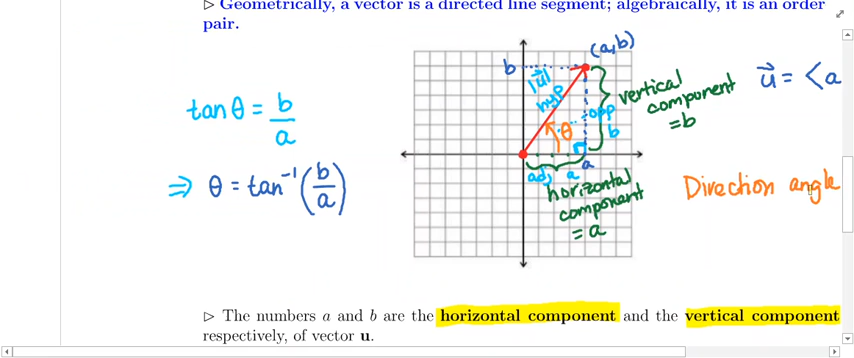 ▷ Geometrically, a vector is a directed line segment; algebraically, it is an order
pair.
(a,b)
b
|u⃗|
hyp
opp
b
θ
vertical
component
=b
u⃗ = <a
tanθ = b/a
⇒ θ = tan⁻¹(b/a)
adj
a
a
horizontal
component
= a
Direction angle
▷ The numbers a and b are the horizontal component and the vertical component
respectively, of vector u.